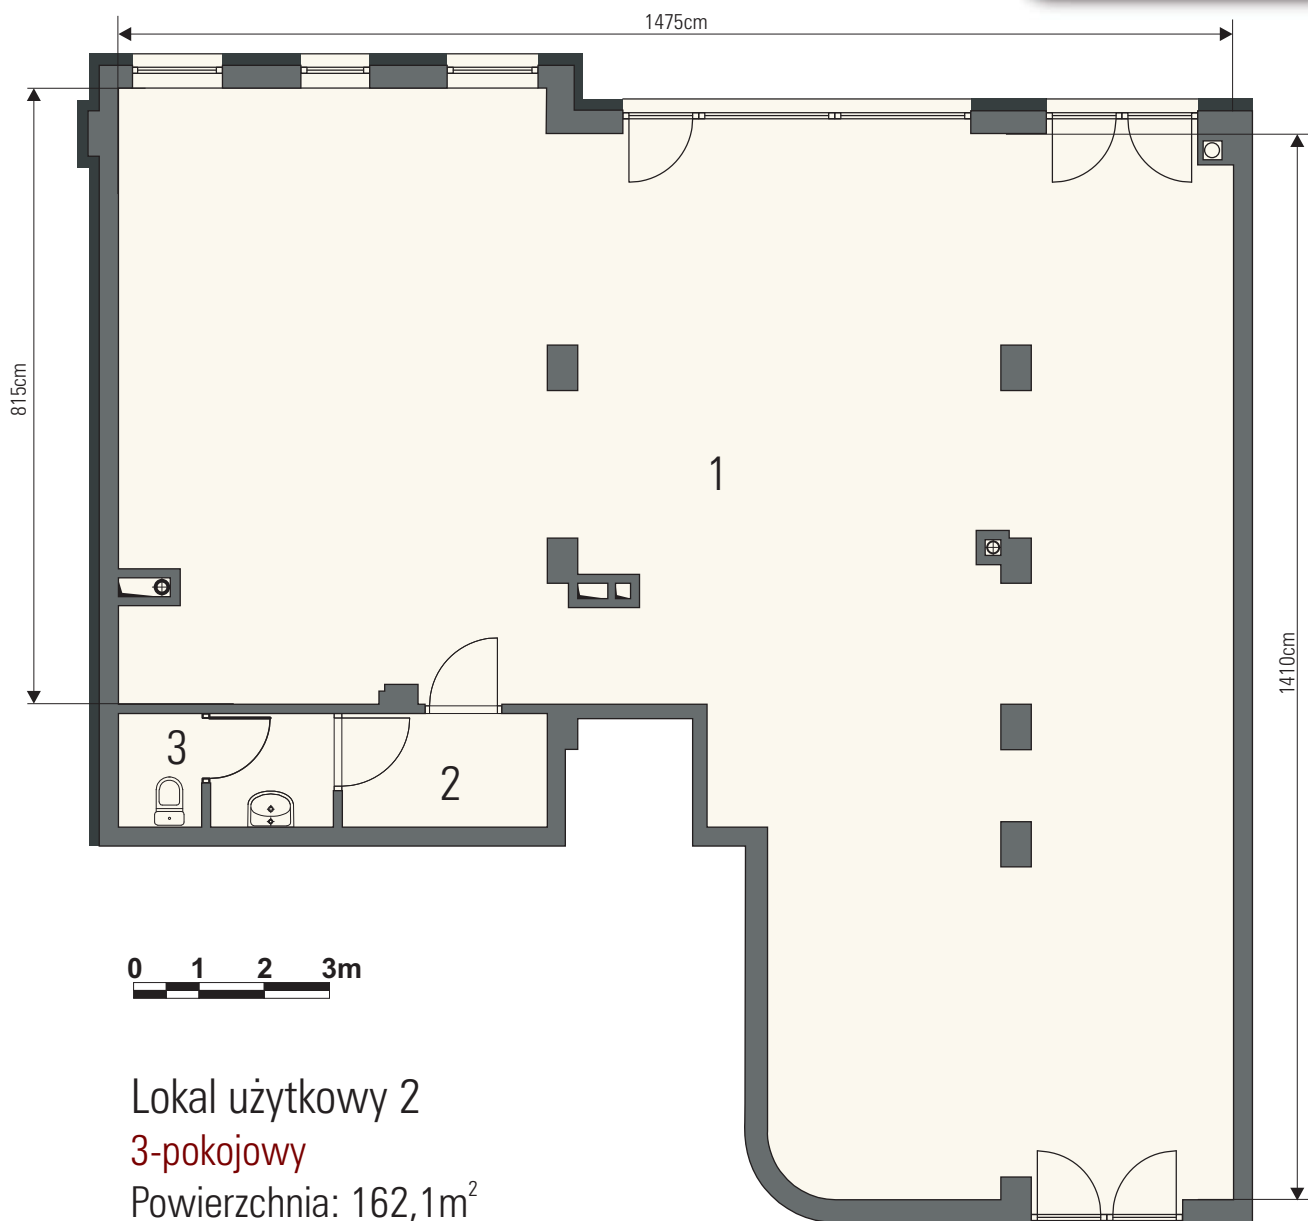 1475cm
815cm
1
1410cm
3
2
0 1 2 3m
Lokal użytkowy 2
3-pokojowy
Powierzchnia: 162,1m²